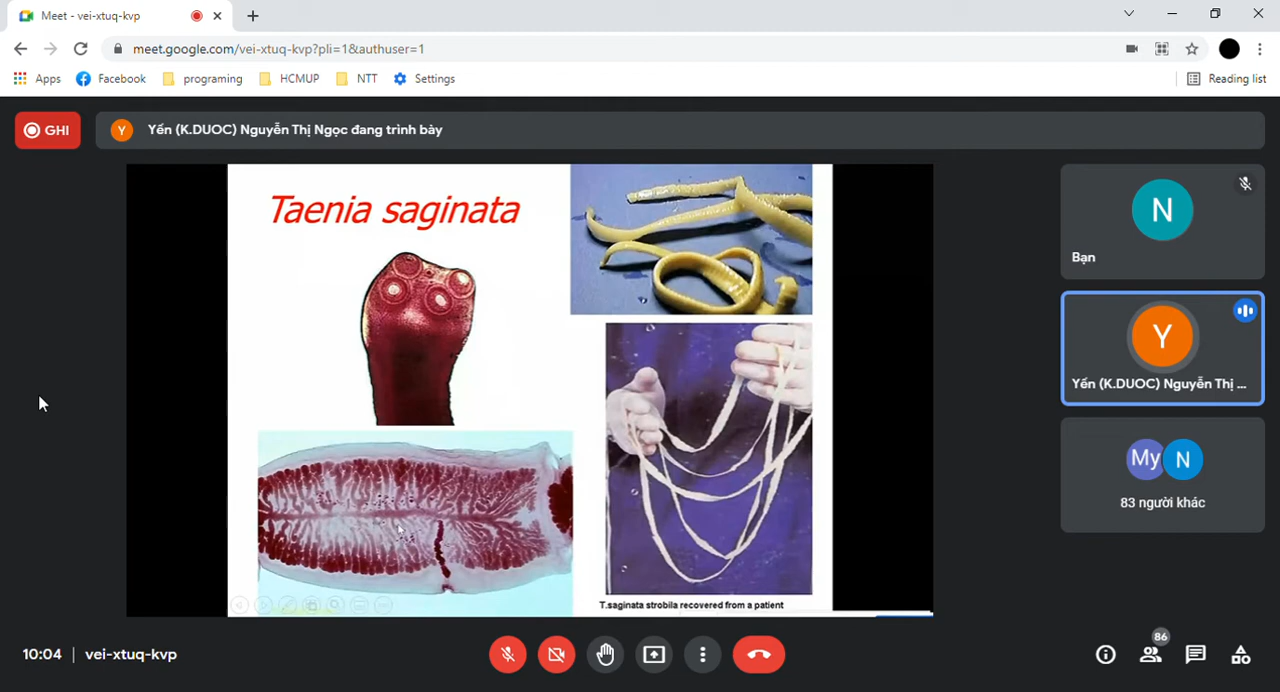 Meet - vei-xtuq-kvp
meet.google.com/vei-xtuq-kvp?pli=1&authuser=1
Apps Facebook programing HCMUP NTT Settings Reading list
GHI
Y Yến (K.DUOC) Nguyễn Thị Ngọc đang trình bày
Taenia saginata
T.saginata strobila recovered from a patient
N
Bạn
Y
Yến (K.DUOC) Nguyễn Thị ...
My N
83 người khác
10:04 | vei-xtuq-kvp
86